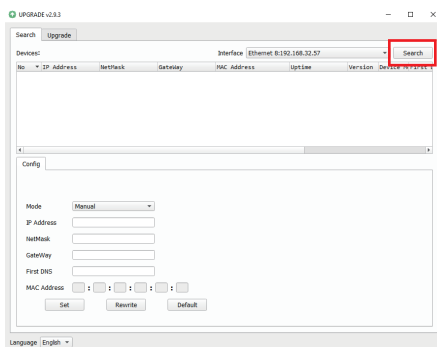 UPGRADE v2.9.3
Search Upgrade
Devices: Interface Ethernet 8:192.168.32.57 Search
No IP Address NetMask GateWay MAC Address Uptime Version Device First
Config
Mode Manual
IP Address
NetMask
GateWay
First DNS
MAC Address : : : : :
Set Rewrite Default
Language English